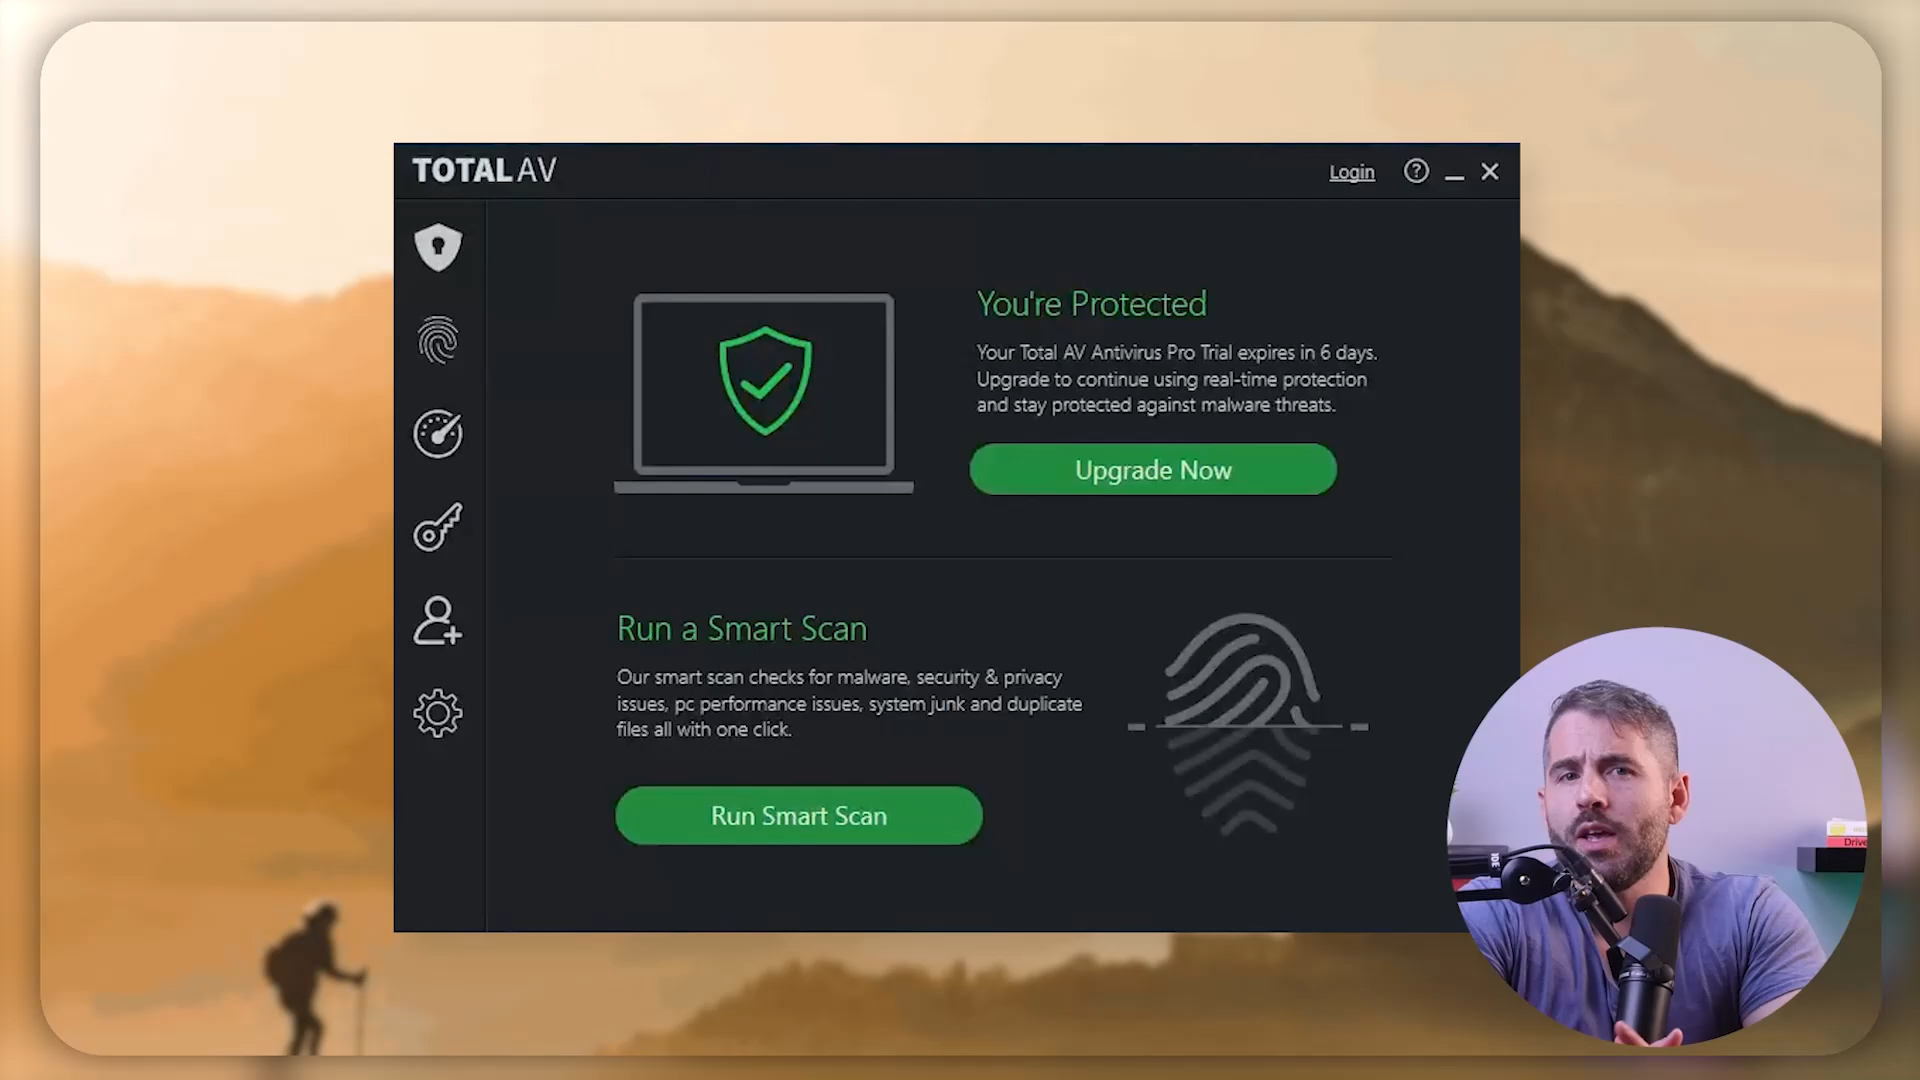 TOTALAV
Login
You're Protected
Your Total AV Antivirus Pro Trial expires in 6 days.
Upgrade to continue using real-time protection
and stay protected against malware threats.
Upgrade Now
Run a Smart Scan
Our smart scan checks for malware, security & privacy
issues, pc performance issues, system junk and duplicate
files all with one click.
Run Smart Scan
Drive